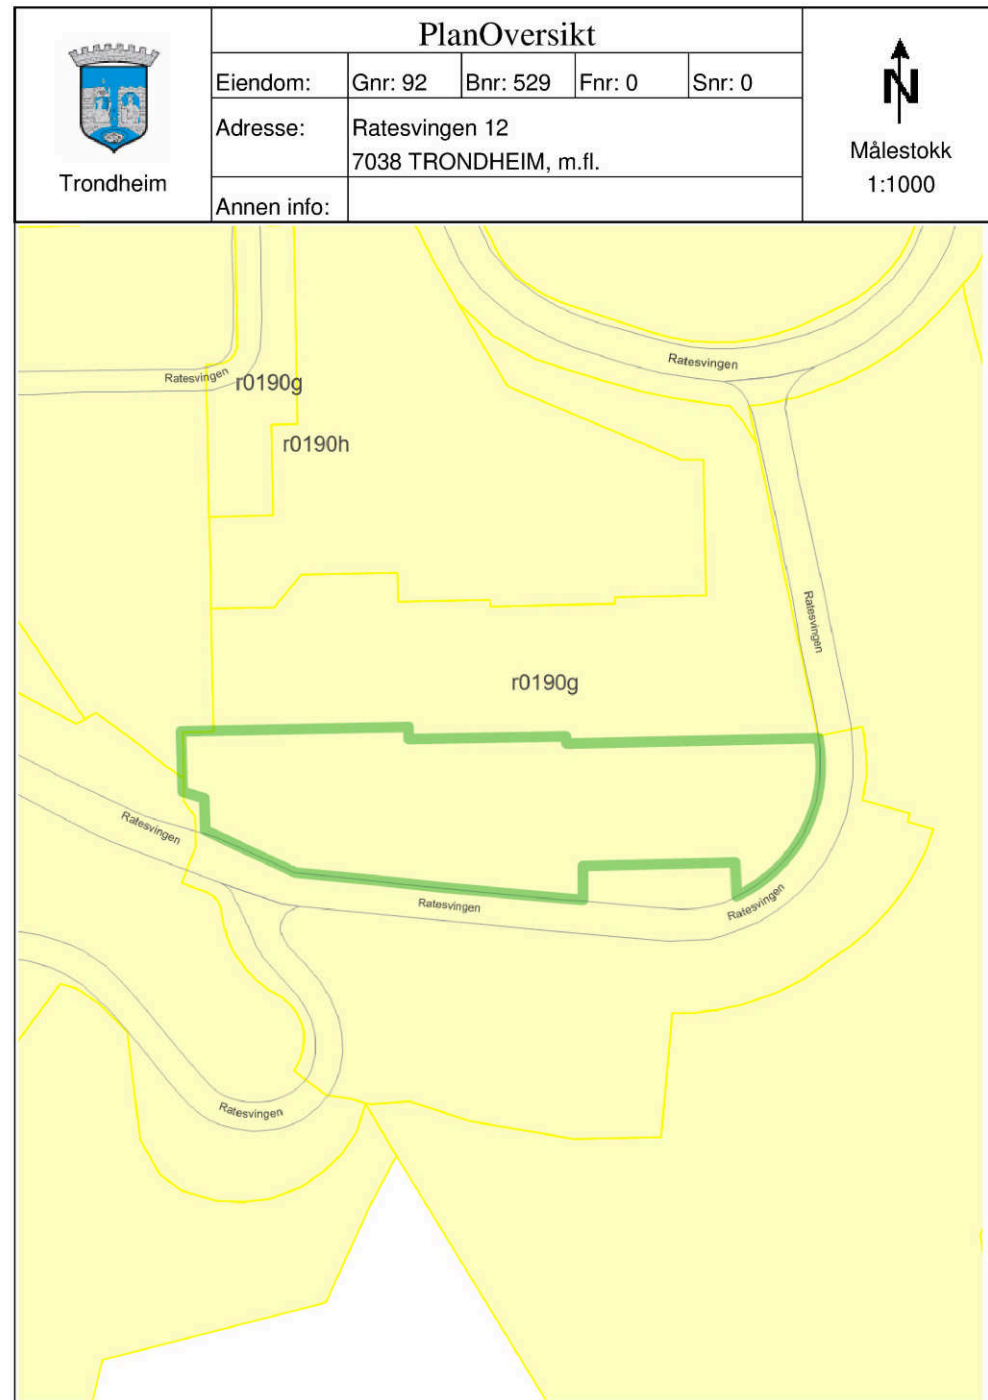 PlanOversikt
Eiendom: Gnr: 92 Bnr: 529 Fnr: 0 Snr: 0
Adresse: Ratesvingen 12
7038 TRONDHEIM, m.fl.
Annen info:
Trondheim
N
Målestokk
1:1000
Ratesvingen
Ratesvingen
r0190g
r0190h
Ratesvingen
r0190g
Ratesvingen
Ratesvingen
Ratesvingen
Ratesvingen